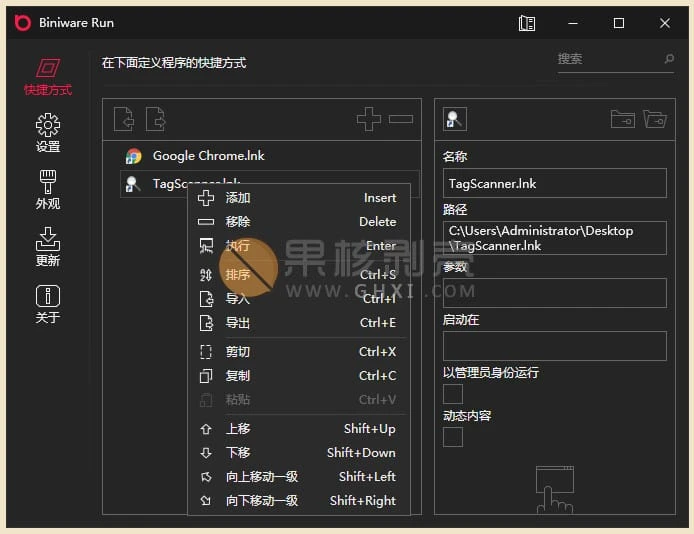 Biniware Run
快捷方式
设置
外观
更新
关于
在下面定义程序的快捷方式
搜索
Google Chrome.lnk
TagScanner.lnk
添加 Insert
移除 Delete
执行 Enter
排序 Ctrl+S
导入 Ctrl+I
导出 Ctrl+E
剪切 Ctrl+X
复制 Ctrl+C
粘贴 Ctrl+V
上移 Shift+Up
下移 Shift+Down
向上移动一级 Shift+Left
向下移动一级 Shift+Right
名称
TagScanner.lnk
路径
C:\Users\Administrator\Desktop
\TagScanner.lnk
参数
启动在
以管理员身份运行
动态内容
果核剥壳
WWW.GHXI.COM